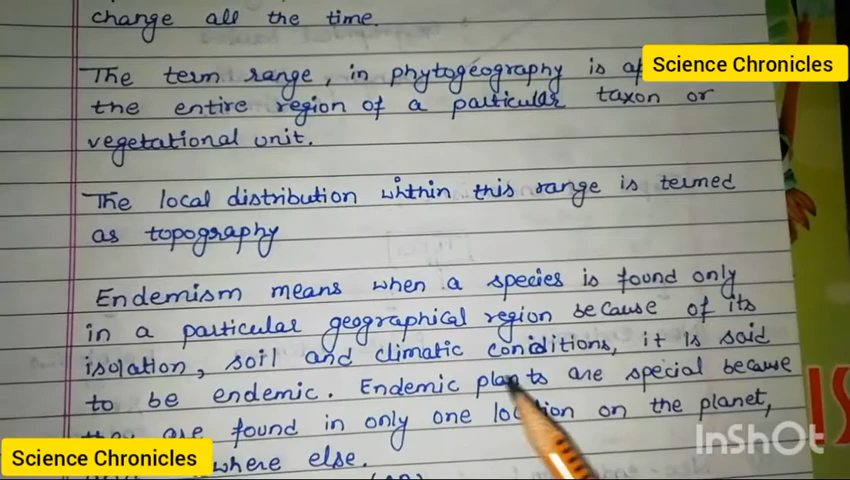 change all the time.
Science Chronicles
The term range, in phytogeography is
the entire region of a particular taxon or
vegetational unit.
The local distribution within this range is termed
as topography
Endemism means when a species is found only
in a particular geographical region because of its
isolation, soil and climatic conditions, it is said
to be endemic. Endemic plants are special because
are found in only one location on the planet,
where else.
Science Chronicles
InShOt